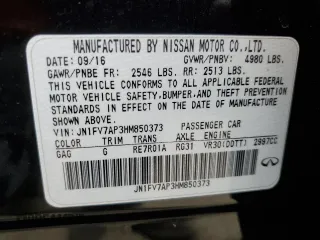 MANUFACTURED BY NISSAN MOTOR CO.,LTD.
DATE: 09/16 GVWR/PNBV: 4980 LBS.
GAWR/PNBE FR: 2546 LBS. RR: 2513 LBS.
THIS VEHICLE CONFORMS TO ALL APPLICABLE FEDERAL
MOTOR VEHICLE SAFETY, BUMPER, AND THEFT PREVENTION
STANDARDS IN EFFECT ON THE DATE OF MANUFACTURE
SHOWN ABOVE.
VIN: JN1FV7AP3HM850373 PASSENGER CAR
COLOR TRIM TRANS AXLE ENGINE
GAG G RE7R01A RG31 VR30(DDTT) 2997CC
JN1FV7AP3HM850373